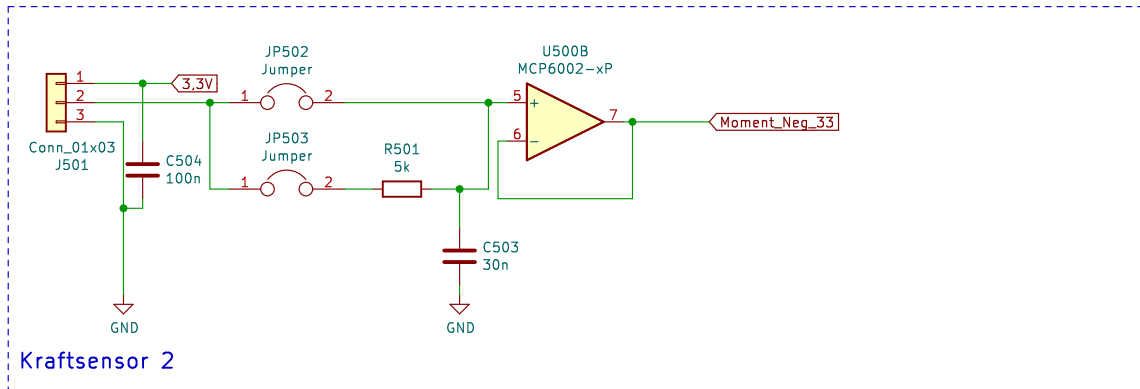 JP502
Jumper
U500B
MCP6002-xP
1
3,3V
2
1
2
5
+
3
7
Moment_Neg_33
6
-
Conn_01x03
J501
C504
100n
JP503
Jumper
1
2
R501
5k
C503
30n
GND
GND
Kraftsensor 2